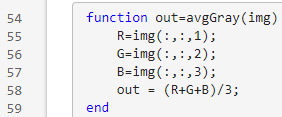 54 function out=avgGray(img)
55 R=img(:,:,1);
56 G=img(:,:,2);
57 B=img(:,:,3);
58 out = (R+G+B)/3;
59 end